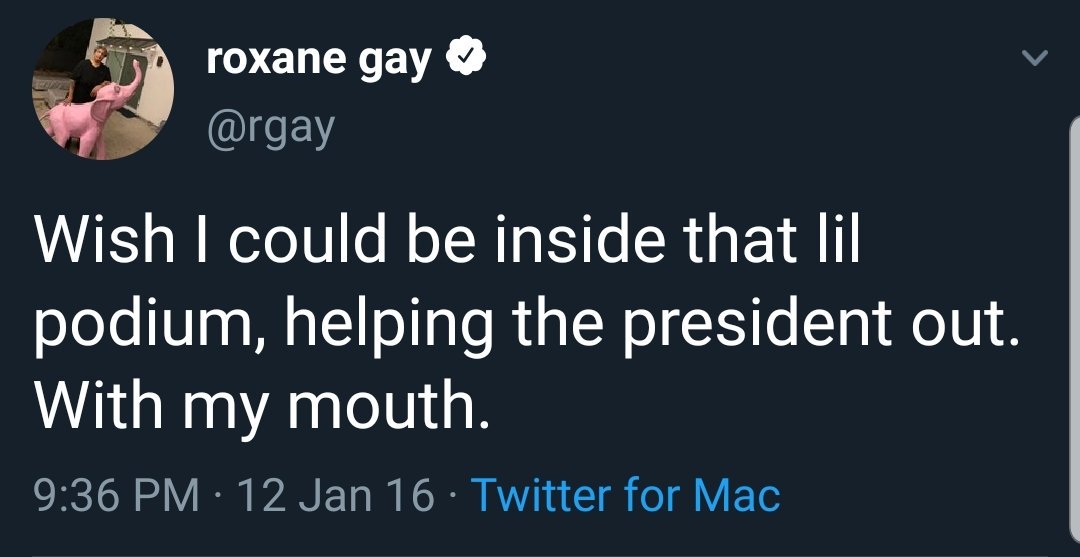 roxane gay
@rgay
Wish I could be inside that lil
podium, helping the president out.
With my mouth.
9:36 PM · 12 Jan 16 · Twitter for Mac